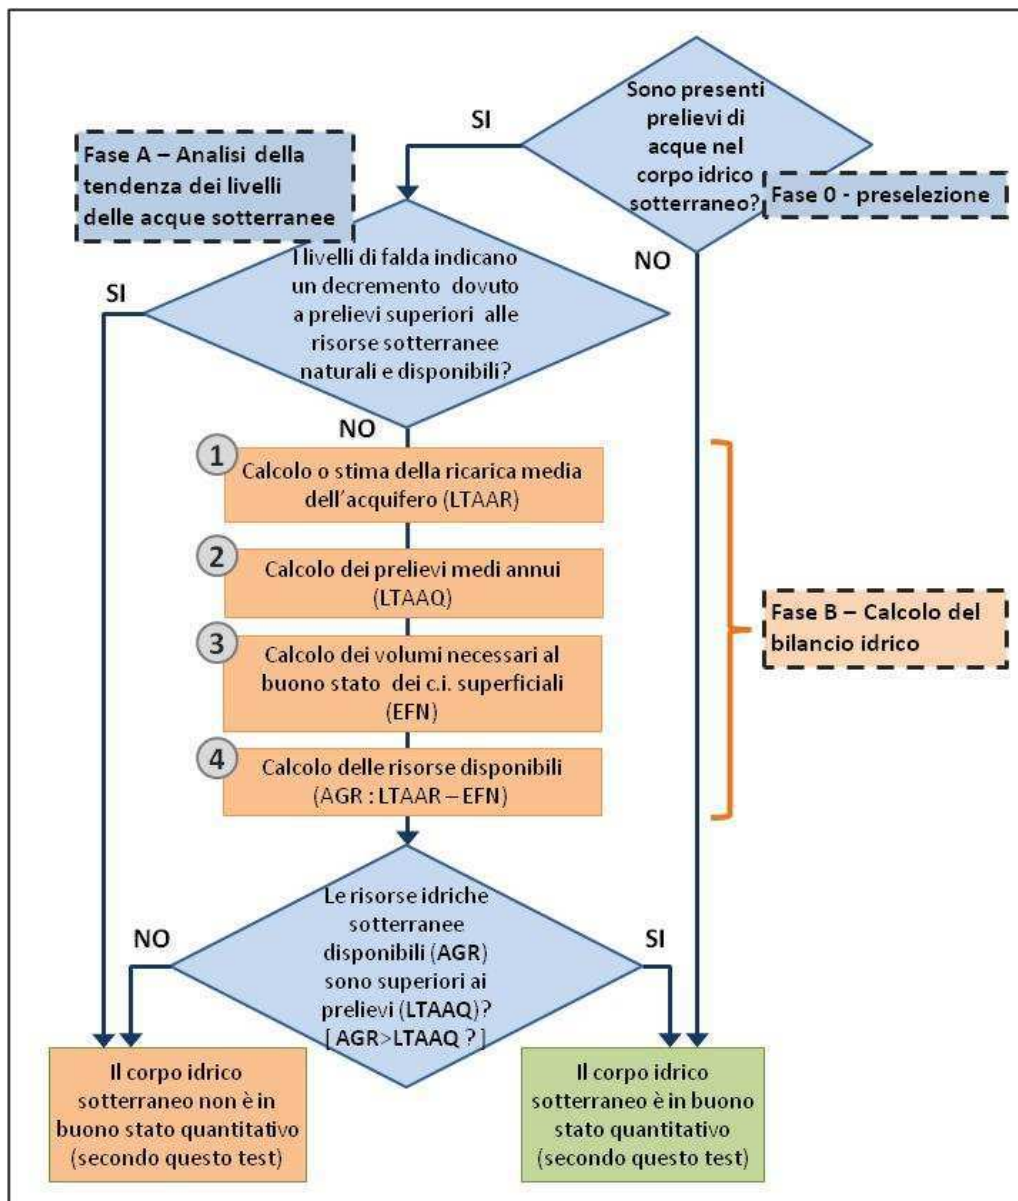 Sono presenti
prelievi di
acque nel
corpo idrico
sotterraneo?
Fase 0 - preselezione
SI
NO
Fase A – Analisi della
tendenza dei livelli
delle acque sotterranee
I livelli di falda indicano
un decremento dovuto
a prelievi superiori alle
risorse sotterranee
naturali e disponibili?
SI
NO
1
Calcolo o stima della ricarica media
dell'acquifero (LTAAR)
2
Calcolo dei prelievi medi annui
(LTAAQ)
3
Calcolo dei volumi necessari al
buono stato dei c.i. superficiali
(EFN)
4
Calcolo delle risorse disponibili
(AGR : LTAAR – EFN)
Fase B – Calcolo del
bilancio idrico
Le risorse idriche
sotterranee
disponibili (AGR)
sono superiori ai
prelievi (LTAAQ)?
[ AGR>LTAAQ ? ]
NO
SI
Il corpo idrico
sotterraneo non è in
buono stato quantitativo
(secondo questo test)
Il corpo idrico
sotterraneo è in buono
stato quantitativo
(secondo questo test)